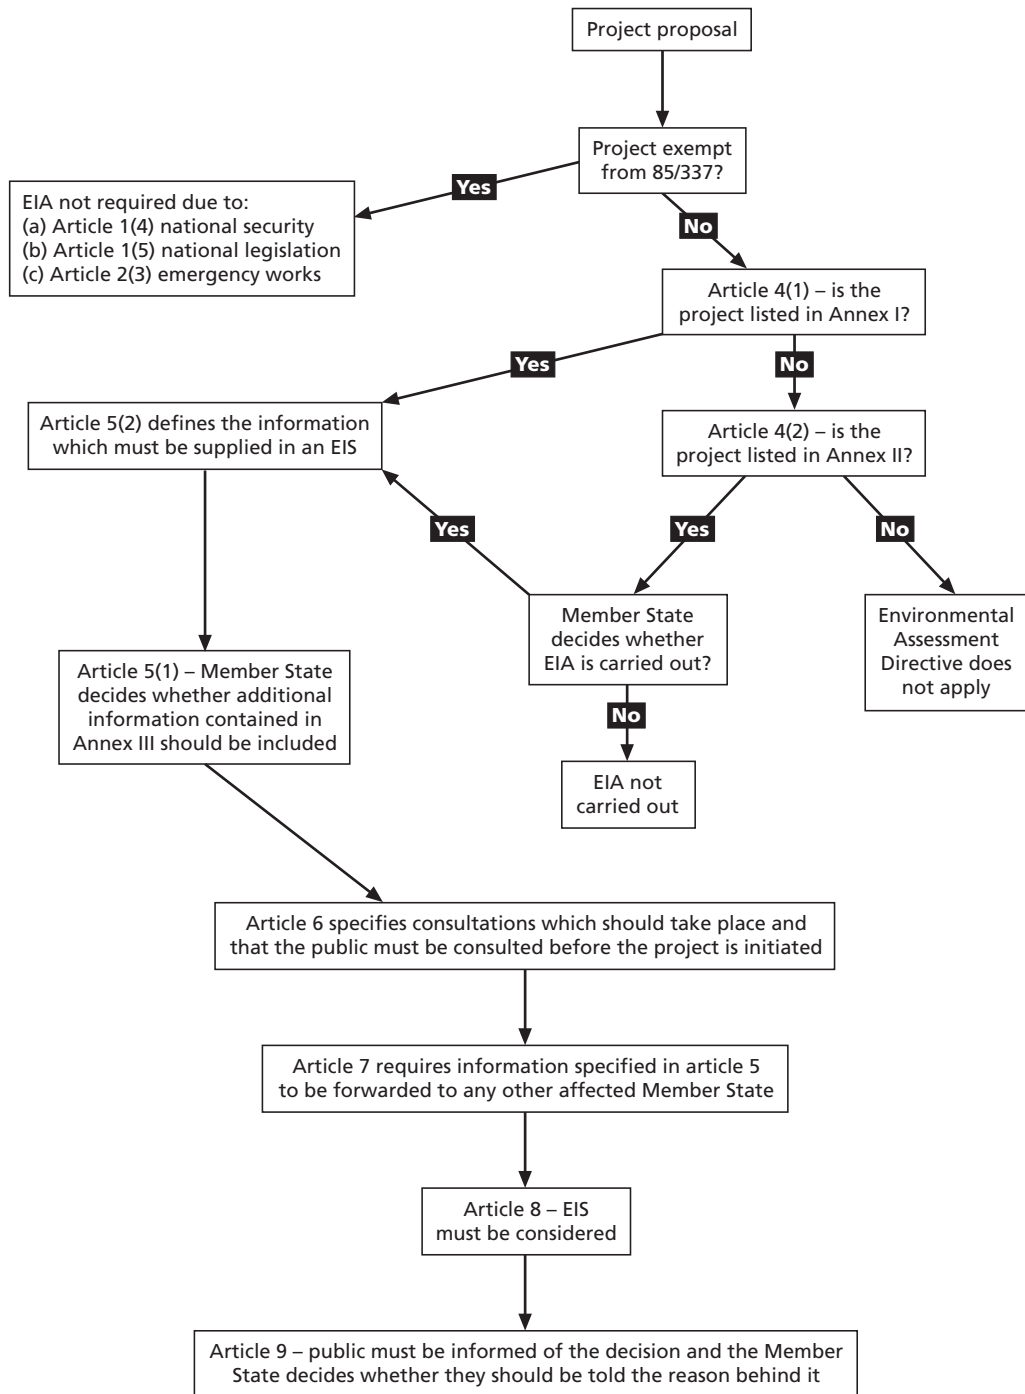 Project proposal
Project exempt
from 85/337?
Yes
EIA not required due to:
(a) Article 1(4) national security
(b) Article 1(5) national legislation
(c) Article 2(3) emergency works
No
Article 4(1) – is the
project listed in Annex I?
Yes
No
Article 5(2) defines the information
which must be supplied in an EIS
Article 4(2) – is the
project listed in Annex II?
Yes
Yes
No
Member State
decides whether
EIA is carried out?
Environmental
Assessment
Directive does
not apply
Article 5(1) – Member State
decides whether additional
information contained in
Annex III should be included
No
EIA not
carried out
Article 6 specifies consultations which should take place and
that the public must be consulted before the project is initiated
Article 7 requires information specified in article 5
to be forwarded to any other affected Member State
Article 8 – EIS
must be considered
Article 9 – public must be informed of the decision and the Member
State decides whether they should be told the reason behind it